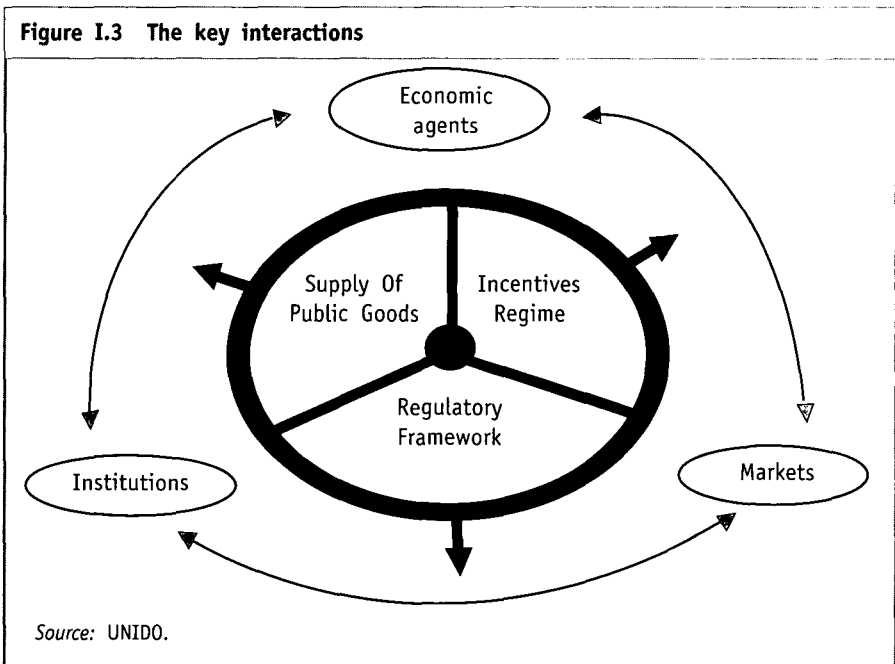 Figure I.3 The key interactions
Economic
agents
Supply Of
Public Goods
Incentives
Regime
Regulatory
Framework
Institutions
Markets
Source: UNIDO.